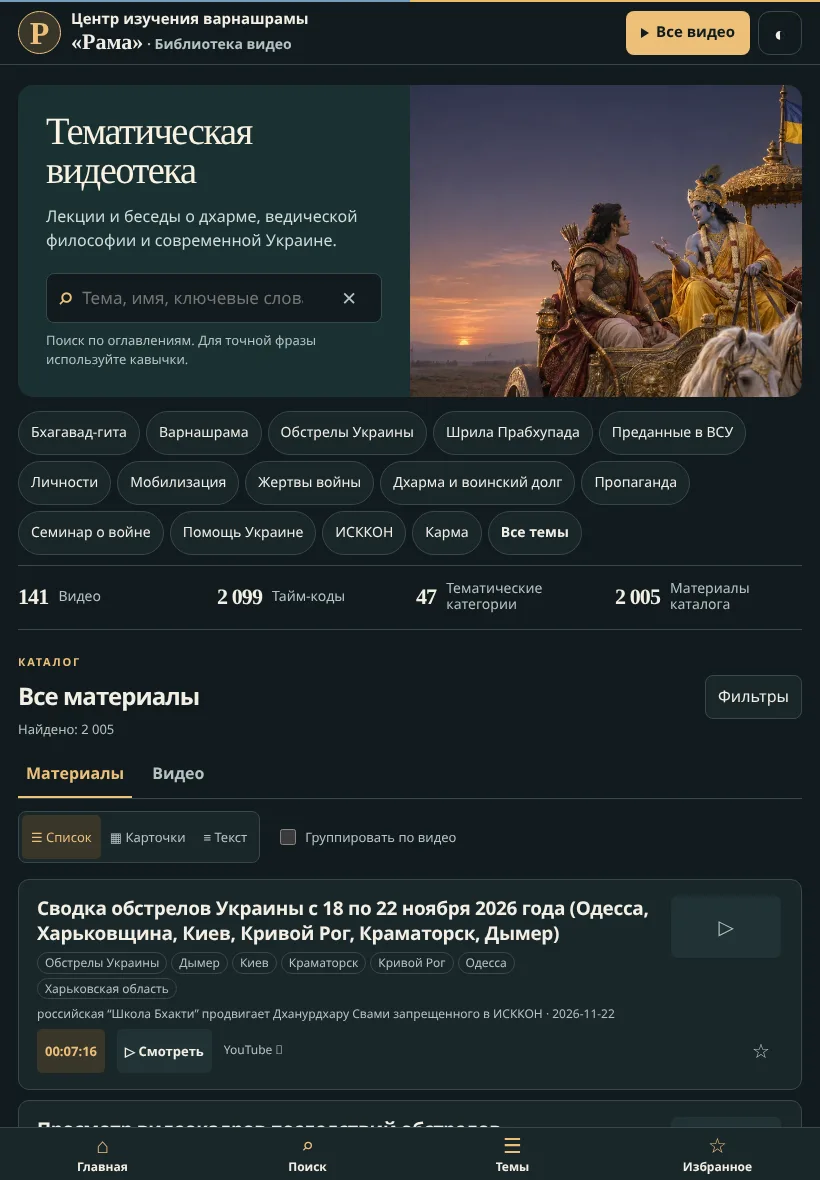 Р
Центр изучения варнашрамы
«Рама» · Библиотека видео
Все видео
Тематическая
видеотека
Лекции и беседы о дхарме, ведической
философии и современной Украине.
Тема, имя, ключевые слов
Поиск по оглавлениям. Для точной фразы
используйте кавычки.
Бхагавад-гита Варнашрама Обстрелы Украины Шрила Прабхупада Преданные в ВСУ
Личности Мобилизация Жертвы войны Дхарма и воинский долг Пропаганда
Семинар о войне Помощь Украине ИСККОН Карма Все темы
141 Видео 2 099 Тайм-коды 47 Тематические категории 2 005 Материалы каталога
КАТАЛОГ
Все материалы
Фильтры
Найдено: 2 005
Материалы Видео
Список Карточки Текст Группировать по видео
Сводка обстрелов Украины с 18 по 22 ноября 2026 года (Одесса,
Харьковщина, Киев, Кривой Рог, Краматорск, Дымер)
Обстрелы Украины Дымер Киев Краматорск Кривой Рог Одесса
Харьковская область
российская “Школа Бхакти” продвигает Дханурдхару Свами запрещенного в ИСККОН · 2026-11-22
00:07:16 Смотреть YouTube
Главная Поиск Темы Избранное